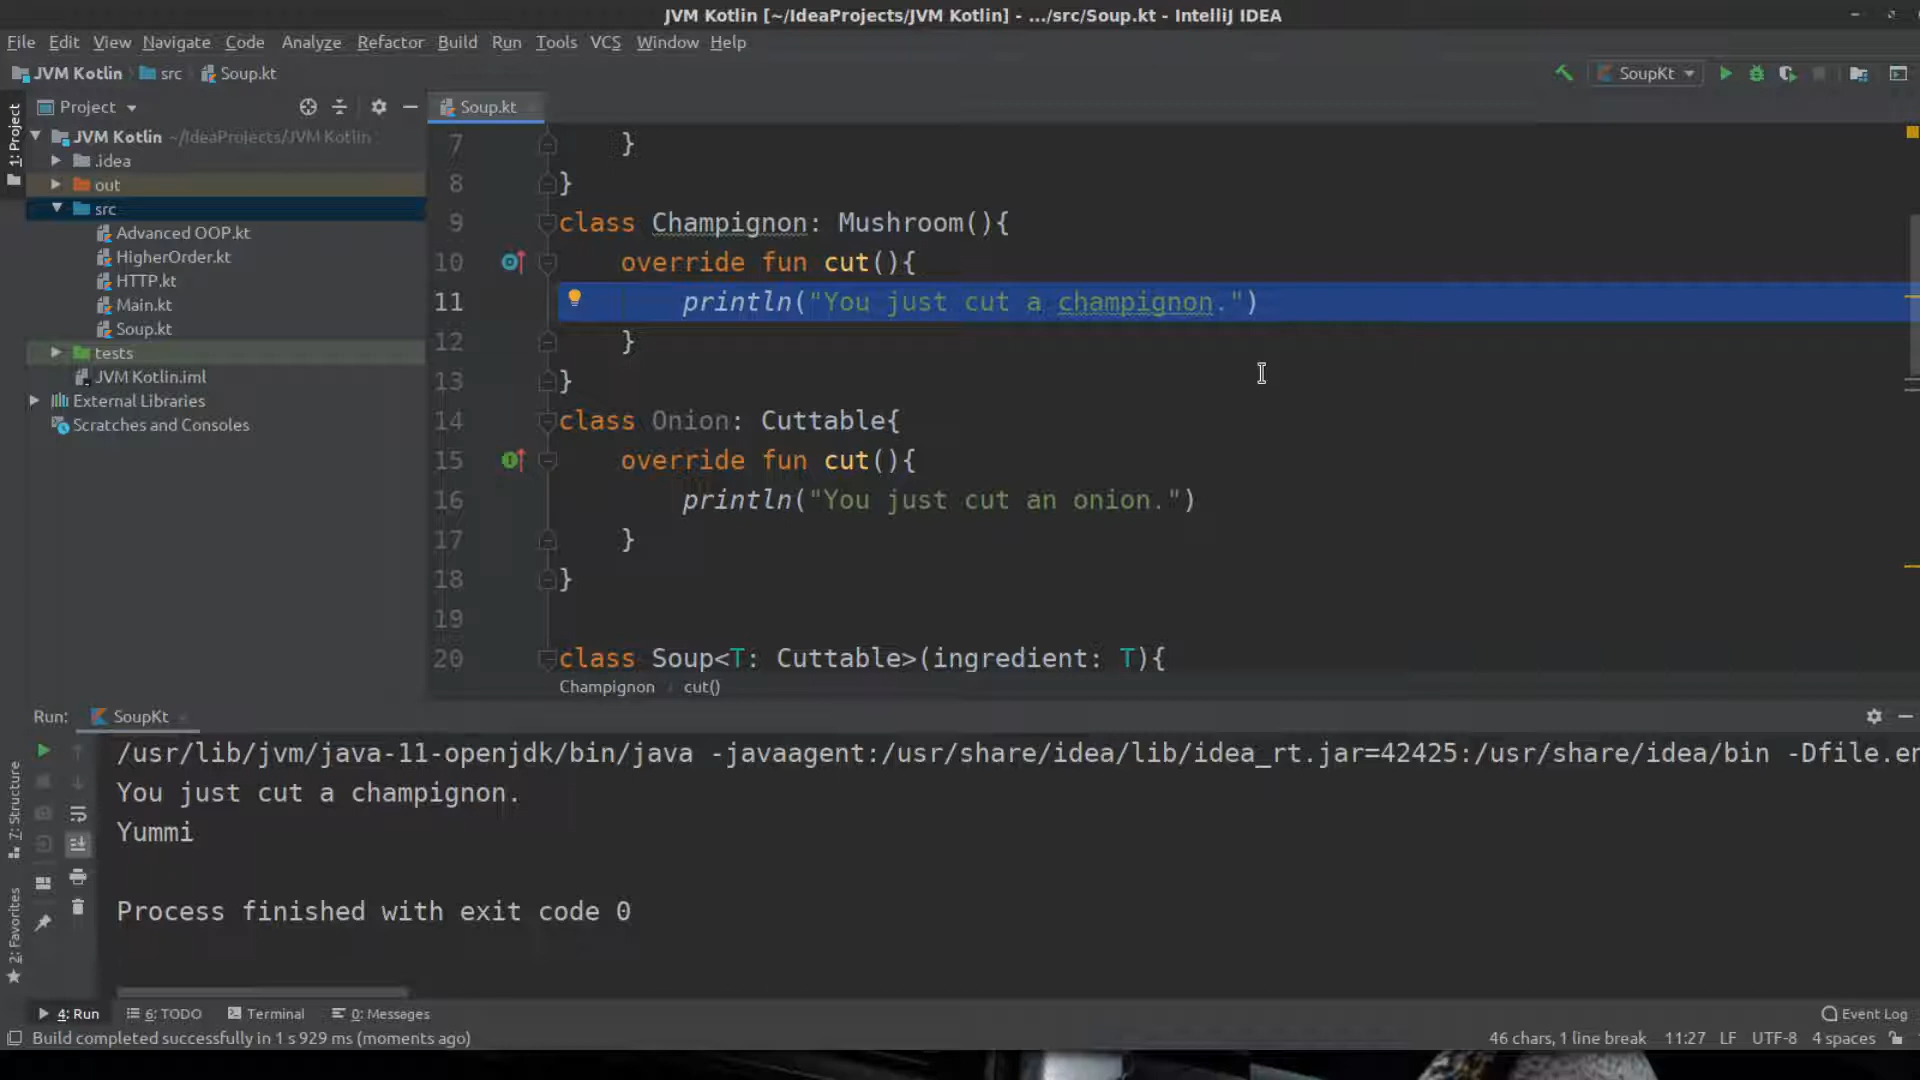 JVM Kotlin [~/IdeaProjects/JVM Kotlin] - .../src/Soup.kt - IntelliJ IDEA
File Edit View Navigate Code Analyze Refactor Build Run Tools VCS Window Help
JVM Kotlin src Soup.kt SoupKt
Project Soup.kt
1: Project
JVM Kotlin ~/IdeaProjects/JVM Kotlin
.idea
out
src
Advanced OOP.kt
HigherOrder.kt
HTTP.kt
Main.kt
Soup.kt
tests
JVM Kotlin.iml
External Libraries
Scratches and Consoles
7 }
8 }
9 class Champignon: Mushroom(){
10 override fun cut(){
11 println("You just cut a champignon.")
12 }
13 }
14 class Onion: Cuttable{
15 override fun cut(){
16 println("You just cut an onion.")
17 }
18 }
19
20 class Soup<T: Cuttable>(ingredient: T){
Champignon cut()
Run: SoupKt
/usr/lib/jvm/java-11-openjdk/bin/java -javaagent:/usr/share/idea/lib/idea_rt.jar=42425:/usr/share/idea/bin -Dfile.en
You just cut a champignon.
Yummi
Process finished with exit code 0
7: Structure
2: Favorites
4: Run 6: TODO Terminal 0: Messages Event Log
Build completed successfully in 1 s 929 ms (moments ago) 46 chars, 1 line break 11:27 LF UTF-8 4 spaces